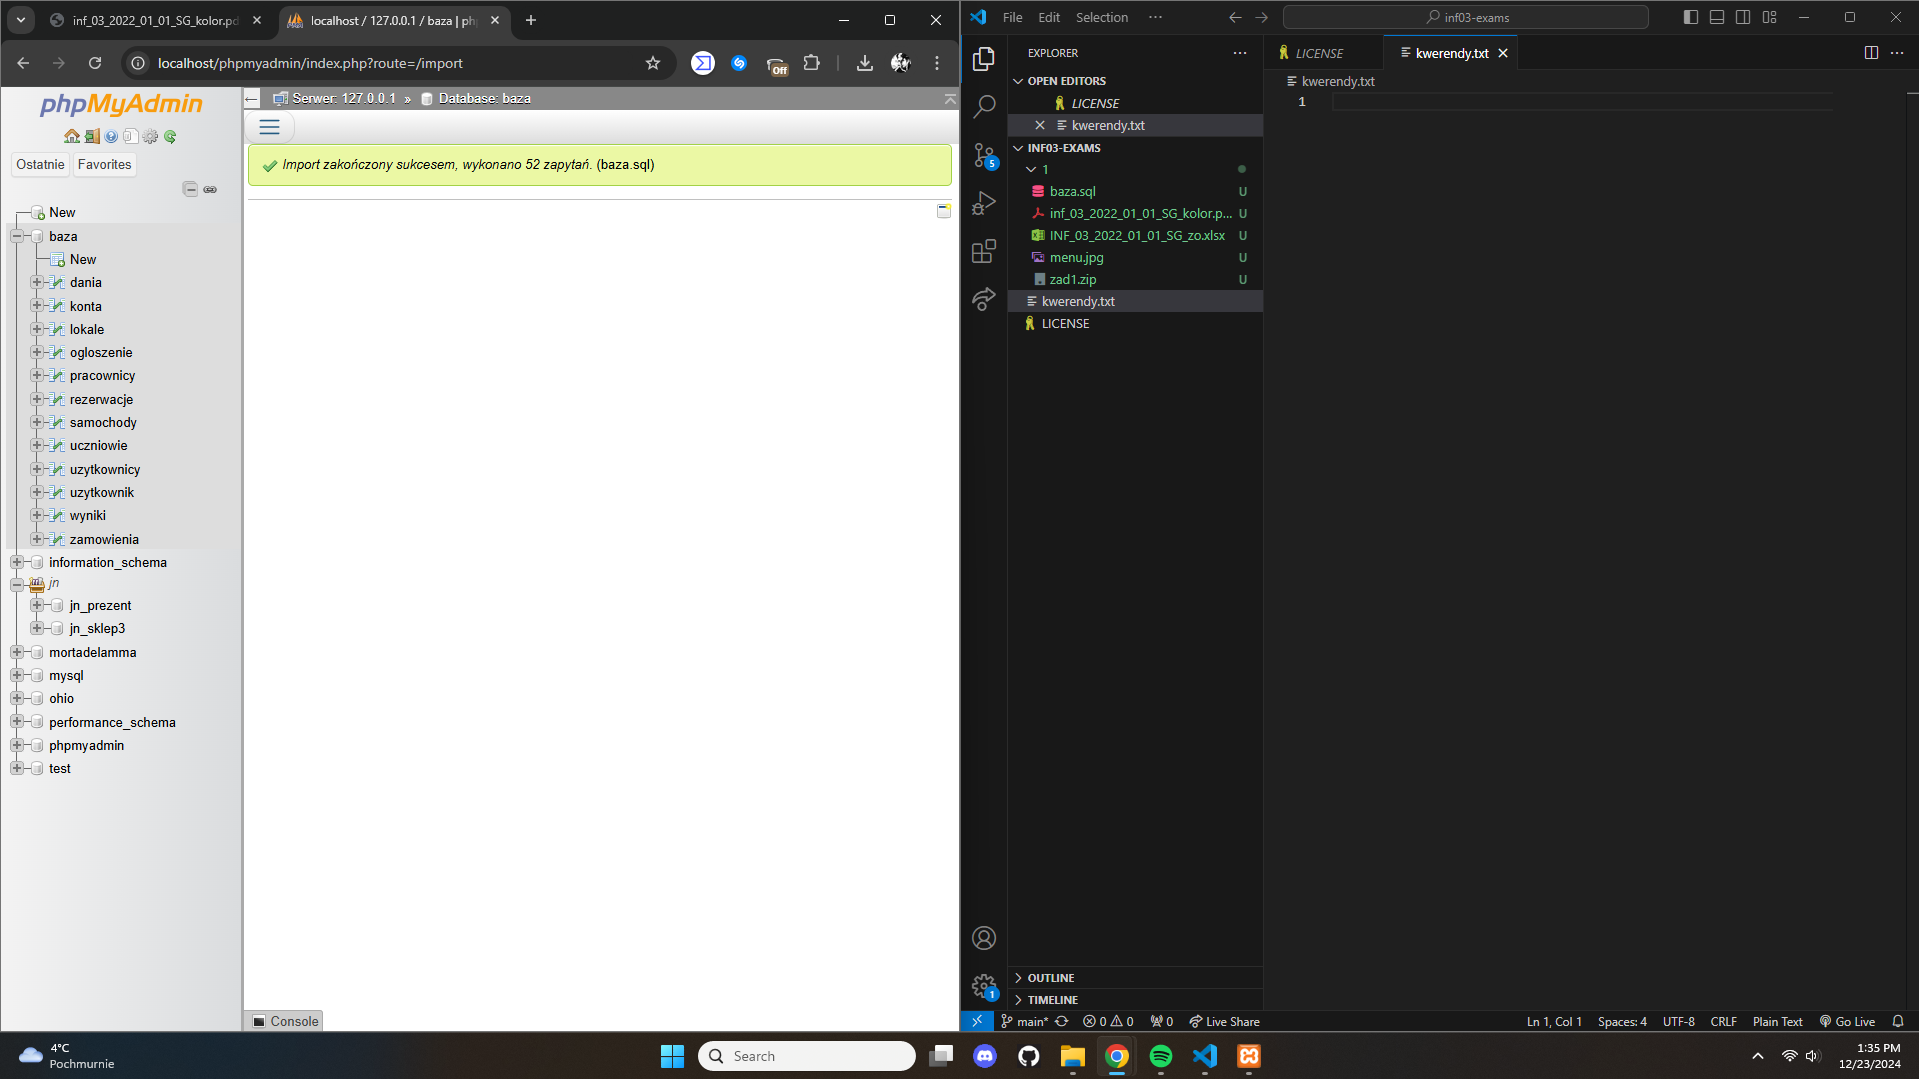 inf_03_2022_01_01_SG_kolor.pd
localhost / 127.0.0.1 / baza | ph
localhost/phpmyadmin/index.php?route=/import
Off
phpMyAdmin
Ostatnie
Favorites
New
baza
New
dania
konta
lokale
ogloszenie
pracownicy
rezerwacje
samochody
uczniowie
uzytkownicy
uzytkownik
wyniki
zamowienia
information_schema
jn
jn_prezent
jn_sklep3
mortadelamma
mysql
ohio
performance_schema
phpmyadmin
test
Serwer: 127.0.0.1 » Database: baza
Import zakończony sukcesem, wykonano 52 zapytań. (baza.sql)
Console
File Edit Selection ···
inf03-exams
EXPLORER
OPEN EDITORS
LICENSE
kwerendy.txt
INF03-EXAMS
1
baza.sql U
inf_03_2022_01_01_SG_kolor.p... U
INF_03_2022_01_01_SG_zo.xlsx U
menu.jpg U
zad1.zip U
kwerendy.txt
LICENSE
5
OUTLINE
TIMELINE
1
LICENSE
kwerendy.txt
kwerendy.txt
1
main* 0 0 0 Live Share
Ln 1, Col 1 Spaces: 4 UTF-8 CRLF Plain Text Go Live
4°C
Pochmurnie
Search
1:35 PM
12/23/2024